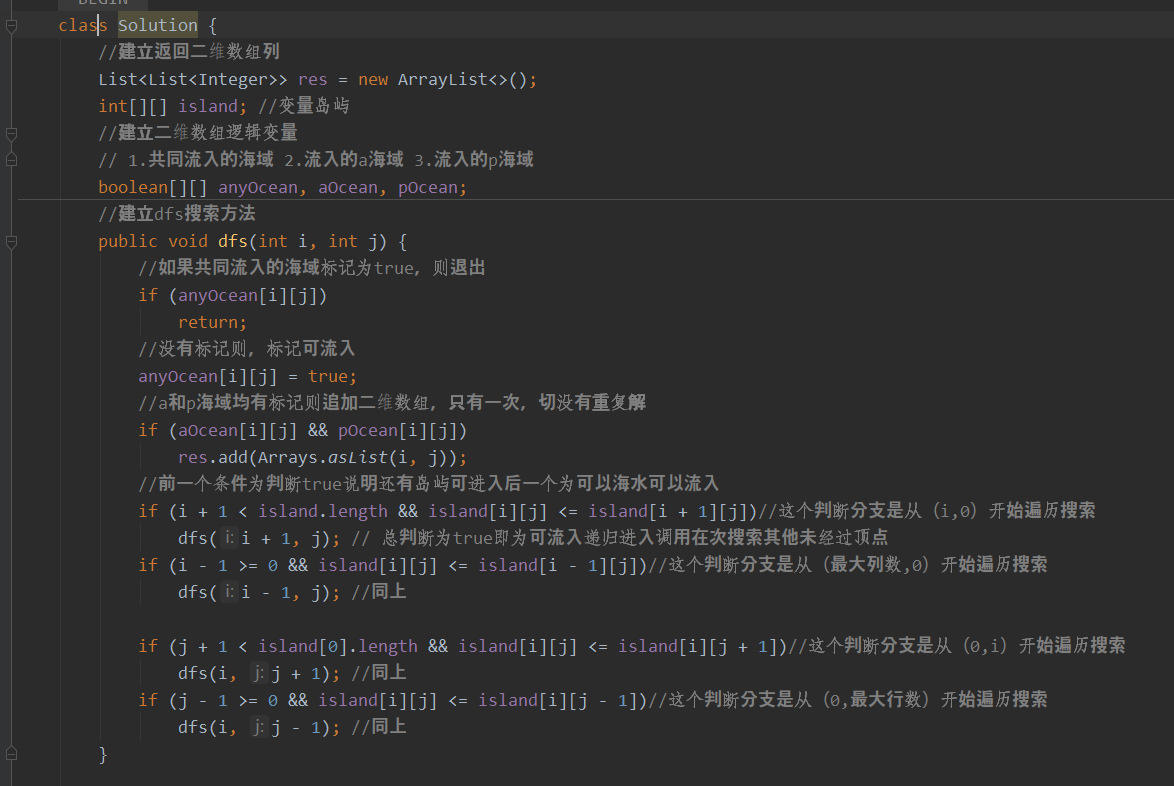 BEGIN
class Solution {
//建立返回二维数组列
List<List<Integer>> res = new ArrayList<>();
int[][] island; //变量岛屿
//建立二维数组逻辑变量
// 1.共同流入的海域 2.流入的a海域 3.流入的p海域
boolean[][] anyOcean, aOcean, pOcean;
//建立dfs搜索方法
public void dfs(int i, int j) {
//如果共同流入的海域标记为true，则退出
if (anyOcean[i][j])
return;
//没有标记则，标记可流入
anyOcean[i][j] = true;
//a和p海域均有标记则追加二维数组，只有一次，切没有重复解
if (aOcean[i][j] && pOcean[i][j])
res.add(Arrays.asList(i, j));
//前一个条件为判断true说明还有岛屿可进入后一个为可以海水可以流入
if (i + 1 < island.length && island[i][j] <= island[i + 1][j])//这个判断分支是从（i,0）开始遍历搜索
dfs( i: i + 1, j); // 总判断为true即为可流入递归进入调用在次搜索其他未经过顶点
if (i - 1 >= 0 && island[i][j] <= island[i - 1][j])//这个判断分支是从（最大列数,0）开始遍历搜索
dfs( i: i - 1, j); //同上
if (j + 1 < island[0].length && island[i][j] <= island[i][j + 1])//这个判断分支是从（0,i）开始遍历搜索
dfs(i, j: j + 1); //同上
if (j - 1 >= 0 && island[i][j] <= island[i][j - 1])//这个判断分支是从（0,最大行数）开始遍历搜索
dfs(i, j: j - 1); //同上
}